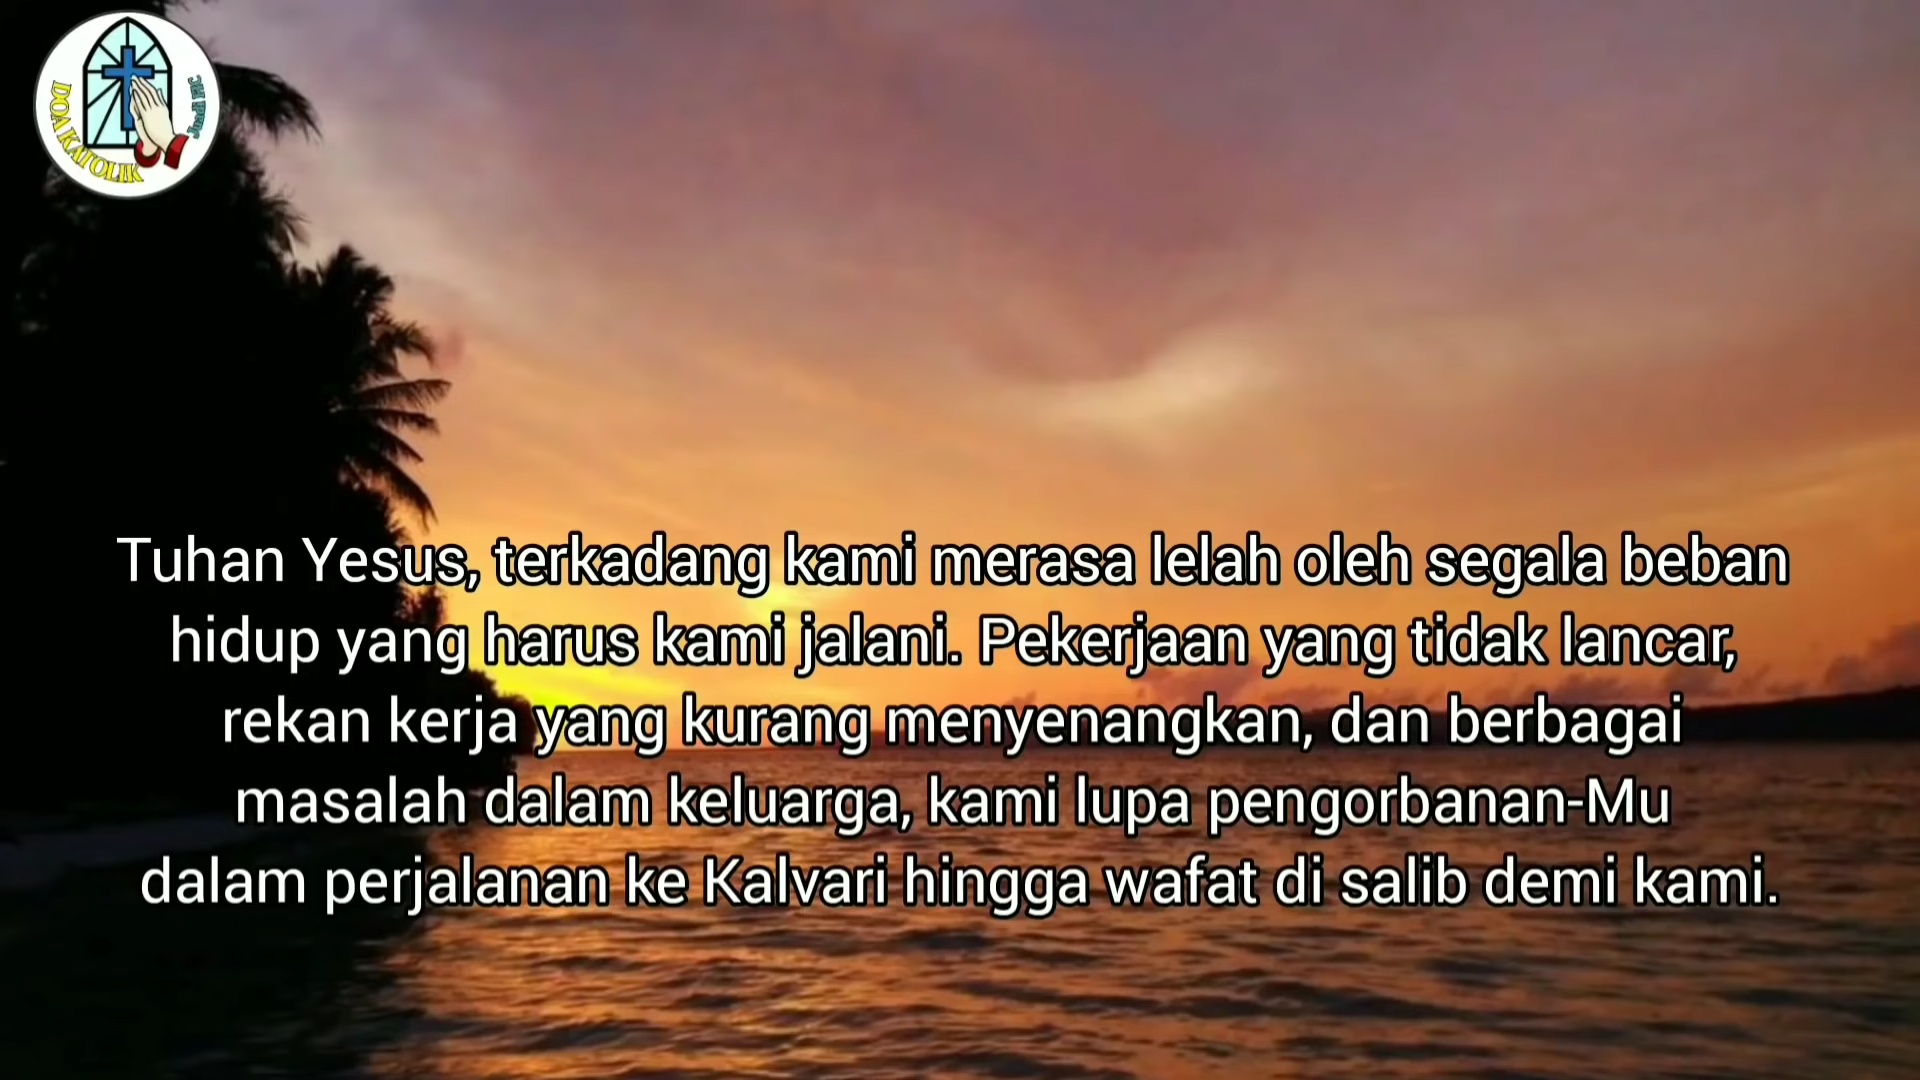 DOA KATOLIK
Tuhan Yesus, terkadang kami merasa lelah oleh segala beban
hidup yang harus kami jalani. Pekerjaan yang tidak lancar,
rekan kerja yang kurang menyenangkan, dan berbagai
masalah dalam keluarga, kami lupa pengorbanan-Mu
dalam perjalanan ke Kalvari hingga wafat di salib demi kami.